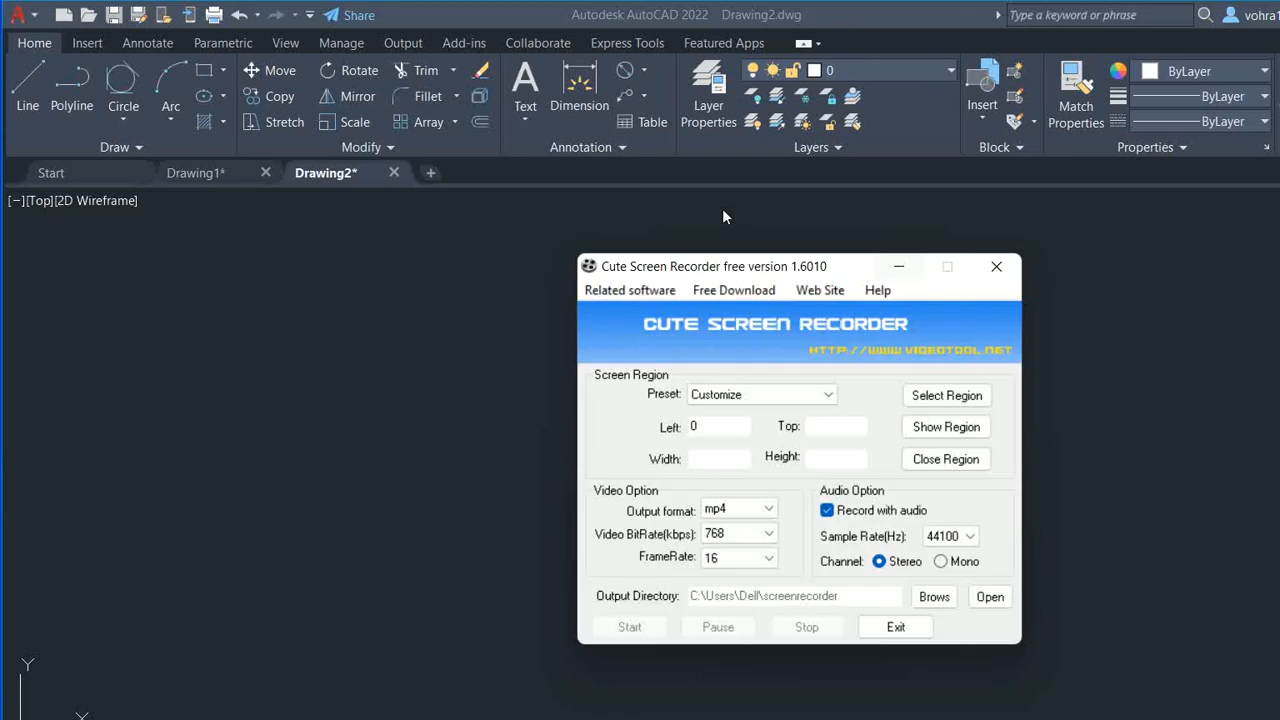 Share
Autodesk AutoCAD 2022 Drawing2.dwg
Type a keyword or phrase
Home Insert Annotate Parametric View Manage Output Add-ins Collaborate Express Tools Featured Apps
Line Polyline Circle Arc
Move Rotate Trim
Copy Mirror Fillet
Stretch Scale Array
Text Dimension Table
Layer Properties
0
Insert
Match Properties
ByLayer
ByLayer
ByLayer
Draw Modify Annotation Layers Block Properties
Start Drawing1* Drawing2*
[−][Top][2D Wireframe]
Cute Screen Recorder free version 1.6010
Related software Free Download Web Site Help
CUTE SCREEN RECORDER
HTTP://WWW.VIDEOTOOL.NET
Screen Region
Preset: Customize Select Region
Left: 0 Top: Show Region
Width: Height: Close Region
Video Option
Output format: mp4
Video BitRate(kbps): 768
FrameRate: 16
Audio Option
Record with audio
Sample Rate(Hz): 44100
Channel: Stereo Mono
Output Directory: C:\Users\Dell\screenrecorder Brows Open
Start Pause Stop Exit
Y